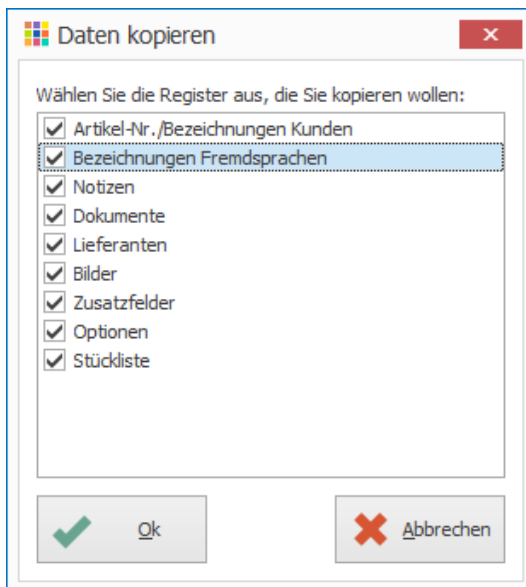 Daten kopieren
Wählen Sie die Register aus, die Sie kopieren wollen:
Artikel-Nr./Bezeichnungen Kunden
Bezeichnungen Fremdsprachen
Notizen
Dokumente
Lieferanten
Bilder
Zusatzfelder
Optionen
Stückliste
Ok
Abbrechen